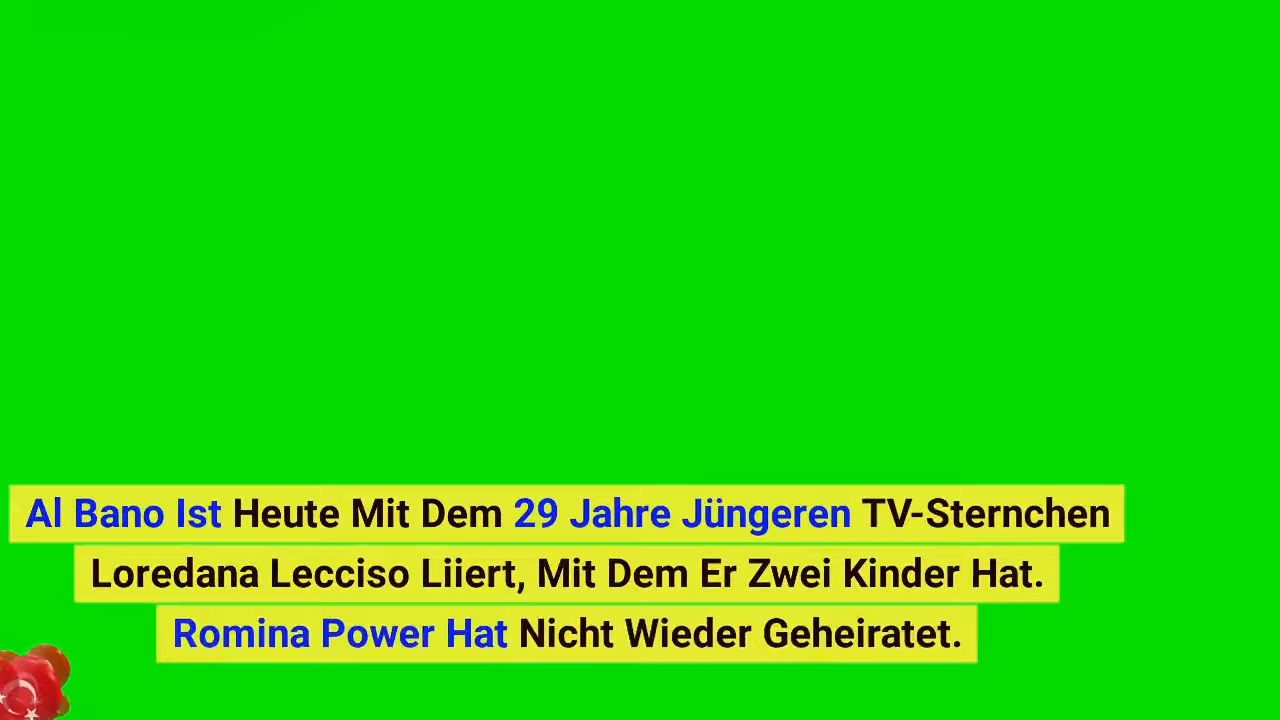 Al Bano Ist Heute Mit Dem 29 Jahre Jüngeren TV-Sternchen
Loredana Lecciso Liiert, Mit Dem Er Zwei Kinder Hat.
Romina Power Hat Nicht Wieder Geheiratet.